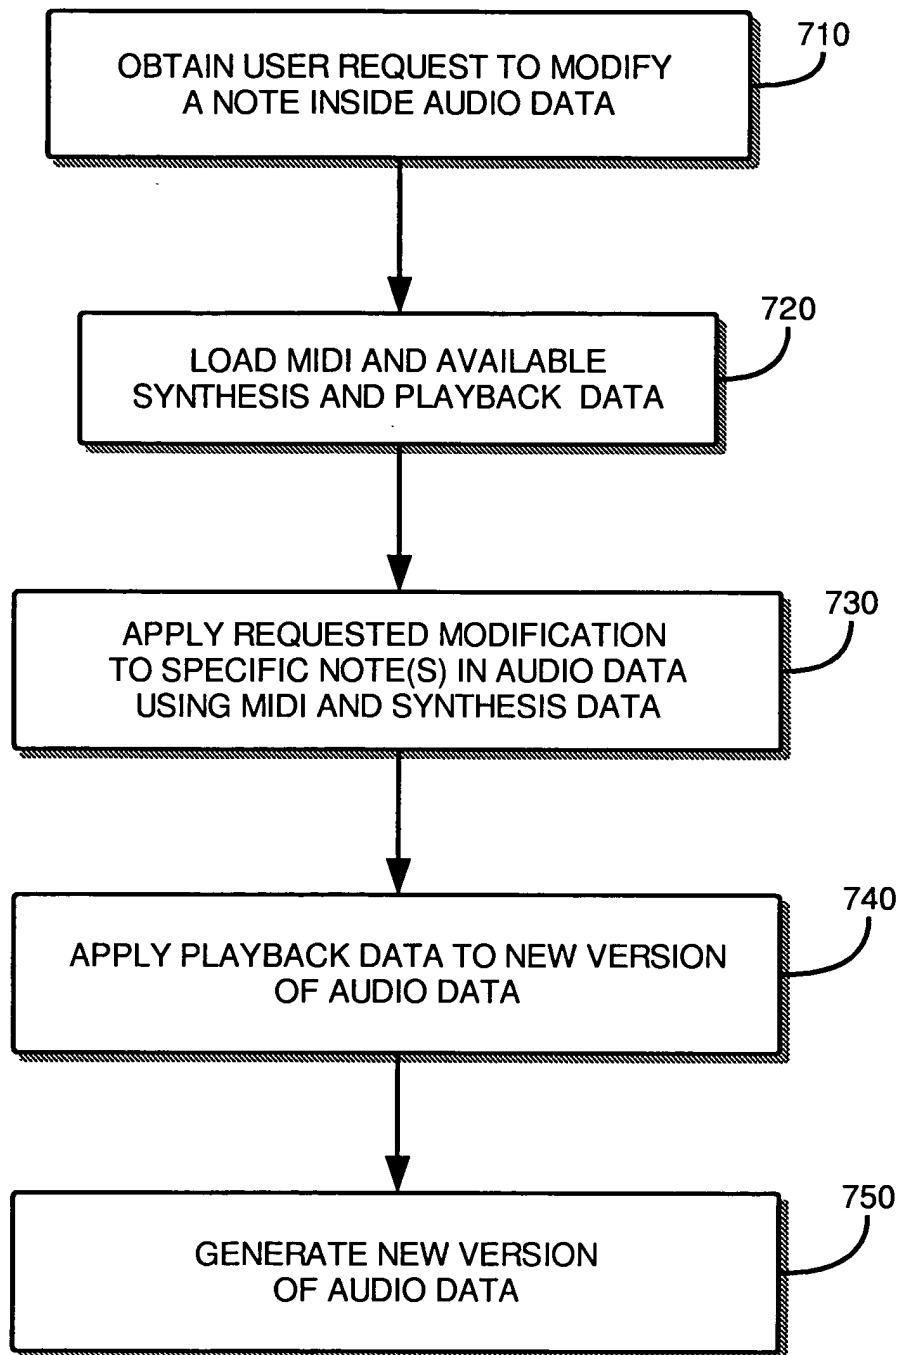 710
OBTAIN USER REQUEST TO MODIFY
A NOTE INSIDE AUDIO DATA
720
LOAD MIDI AND AVAILABLE
SYNTHESIS AND PLAYBACK DATA
730
APPLY REQUESTED MODIFICATION
TO SPECIFIC NOTE(S) IN AUDIO DATA
USING MIDI AND SYNTHESIS DATA
740
APPLY PLAYBACK DATA TO NEW VERSION
OF AUDIO DATA
750
GENERATE NEW VERSION
OF AUDIO DATA